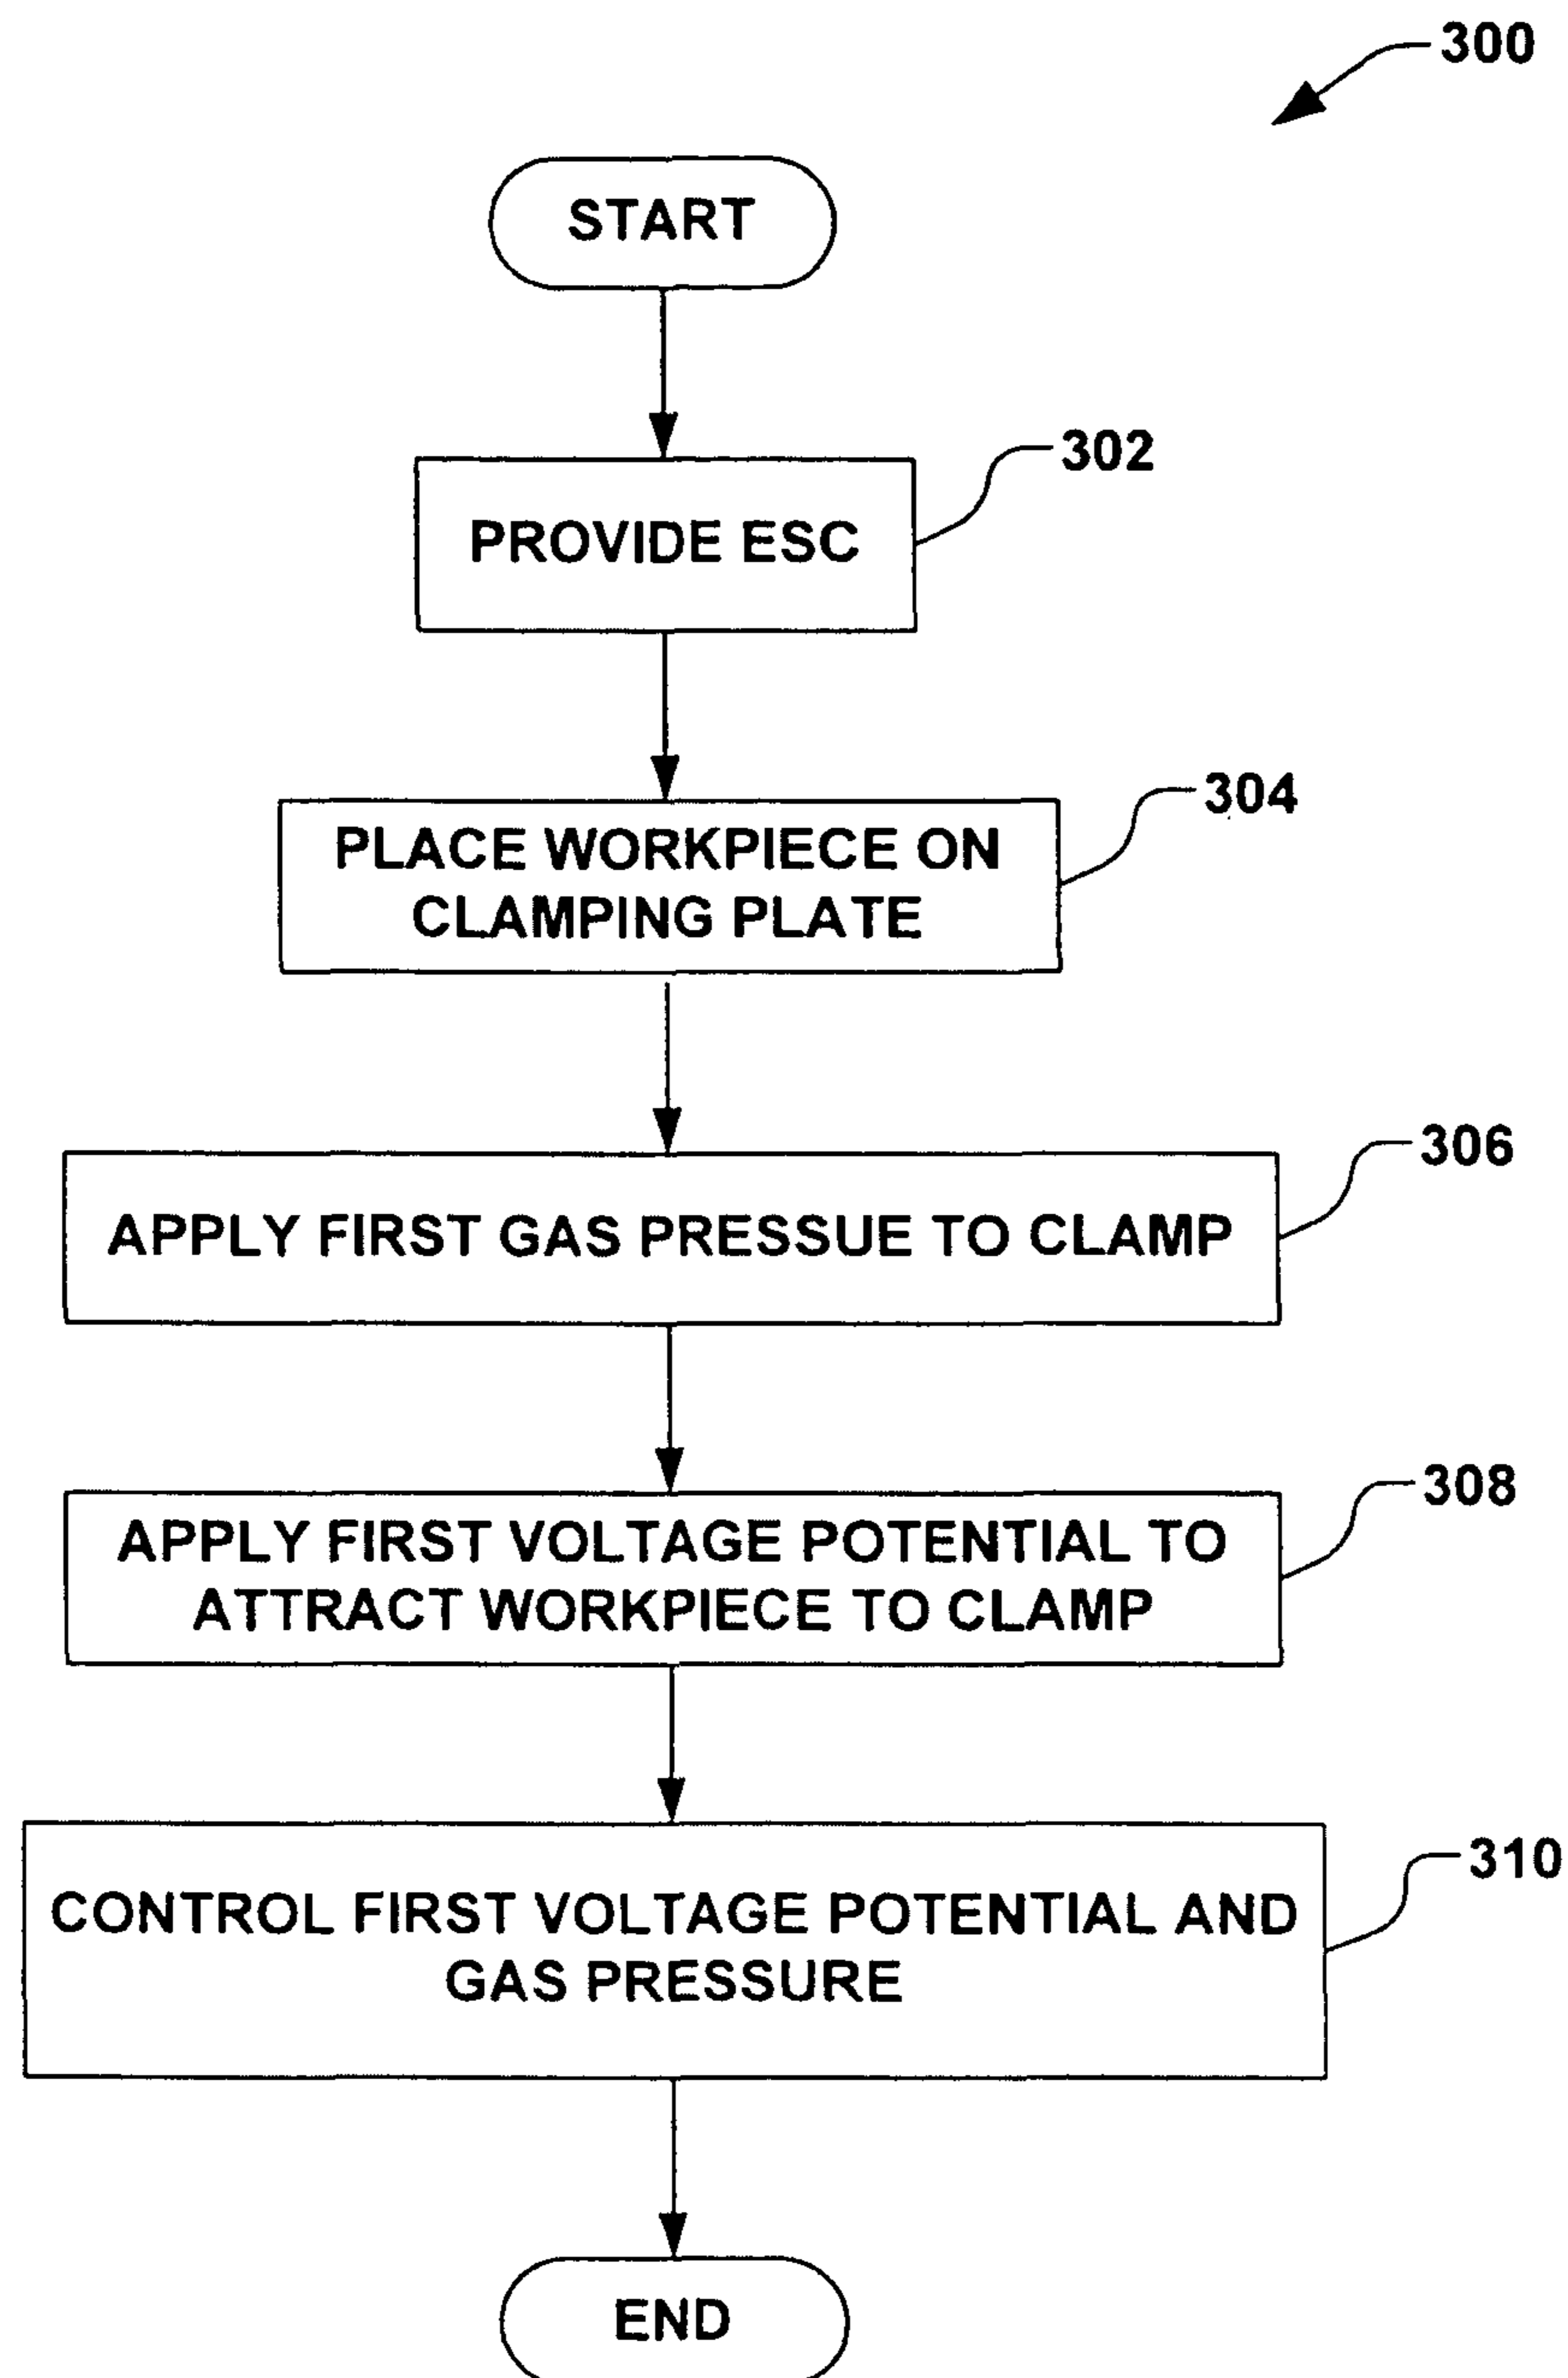 300
START
302
PROVIDE ESC
304
PLACE WORKPIECE ON
CLAMPING PLATE
306
APPLY FIRST GAS PRESSUE TO CLAMP
308
APPLY FIRST VOLTAGE POTENTIAL TO
ATTRACT WORKPIECE TO CLAMP
310
CONTROL FIRST VOLTAGE POTENTIAL AND
GAS PRESSURE
END